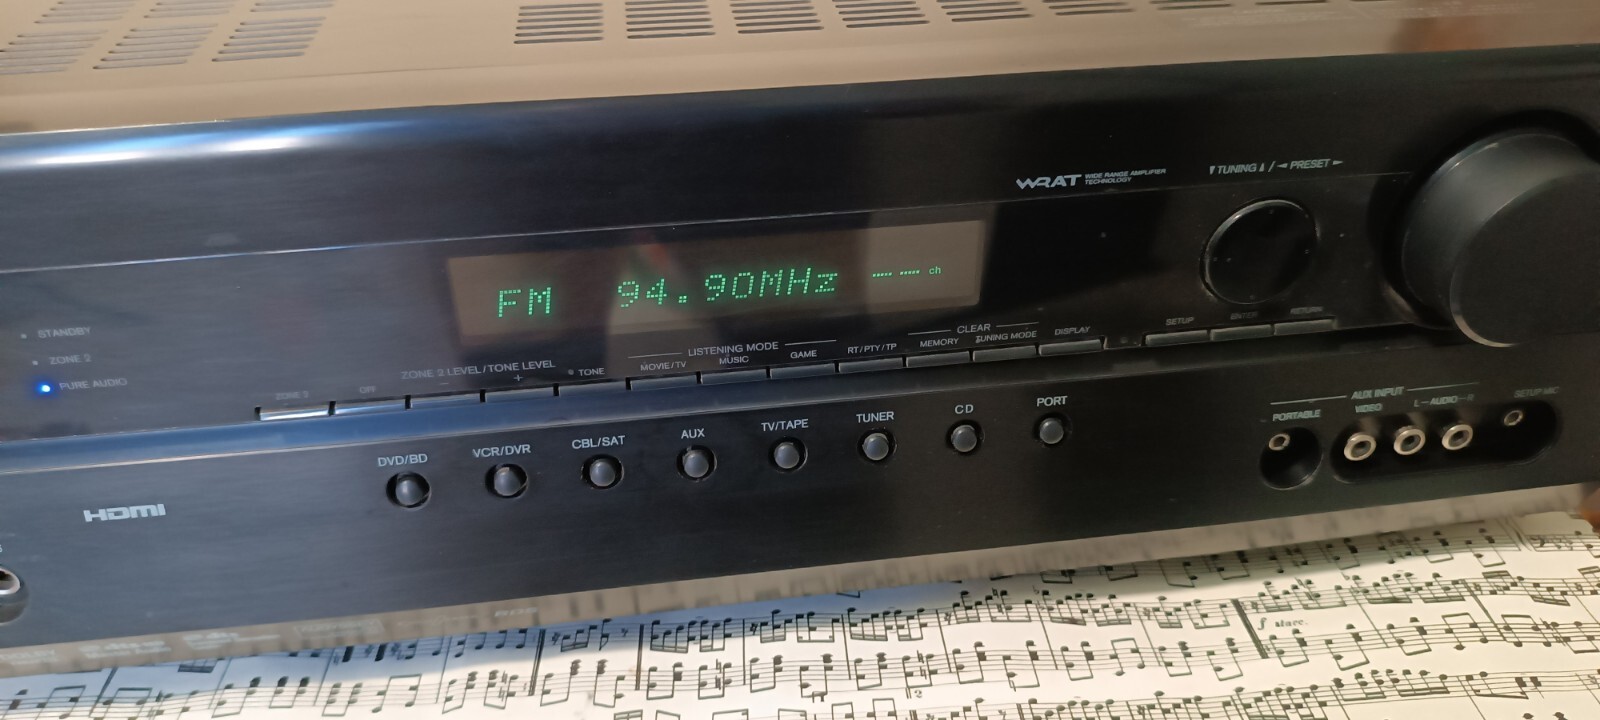 WRAT WIDE RANGE AMPLIFIER TECHNOLOGY
TUNING / PRESET
FM 94.90MHz -- -- ch
STANDBY
ZONE 2
PURE AUDIO
ZONE 2
OFF
ZONE 2 LEVEL/TONE LEVEL
− +
TONE
LISTENING MODE
MOVIE/TV
MUSIC
GAME
RT/PTY/TP
CLEAR
MEMORY
TUNING MODE
DISPLAY
SETUP
ENTER
RETURN
DVD/BD
VCR/DVR
CBL/SAT
AUX
TV/TAPE
TUNER
CD
PORT
AUX INPUT
PORTABLE
VIDEO
L-AUDIO-R
SETUP MIC
HDMI
f stacc.